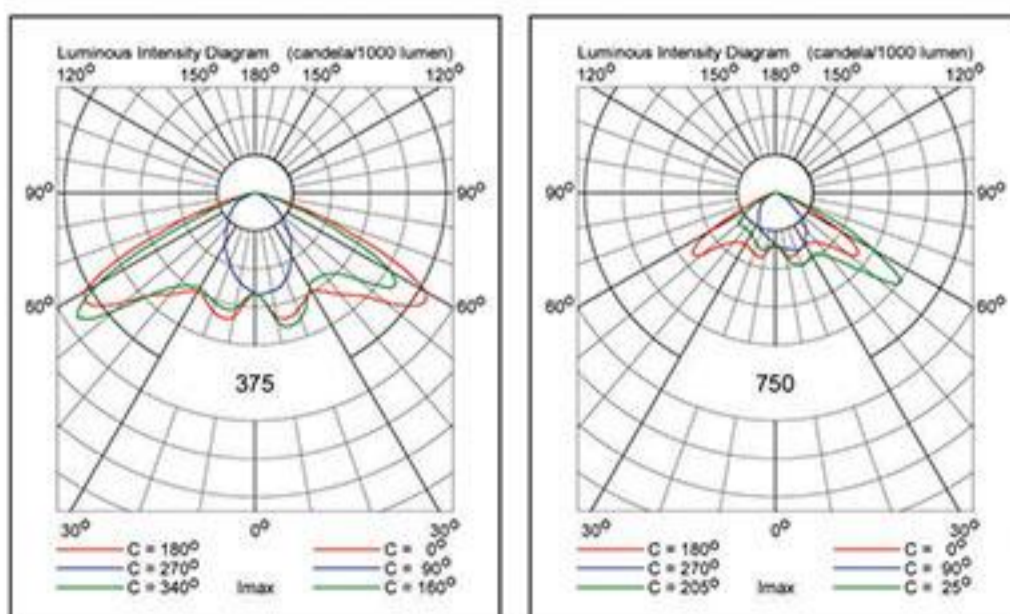 Luminous Intensity Diagram (candela/1000 lumen)
120° 150° 180° 150° 120°
90° 90°
60° 60°
375
30° 0° 30°
C = 180° C = 0°
C = 270° C = 90°
C = 340° Imax C = 160°
Luminous Intensity Diagram (candela/1000 lumen)
120° 150° 180° 150° 120°
90° 90°
60° 60°
750
30° 0° 30°
C = 180° C = 0°
C = 270° C = 90°
C = 205° Imax C = 25°